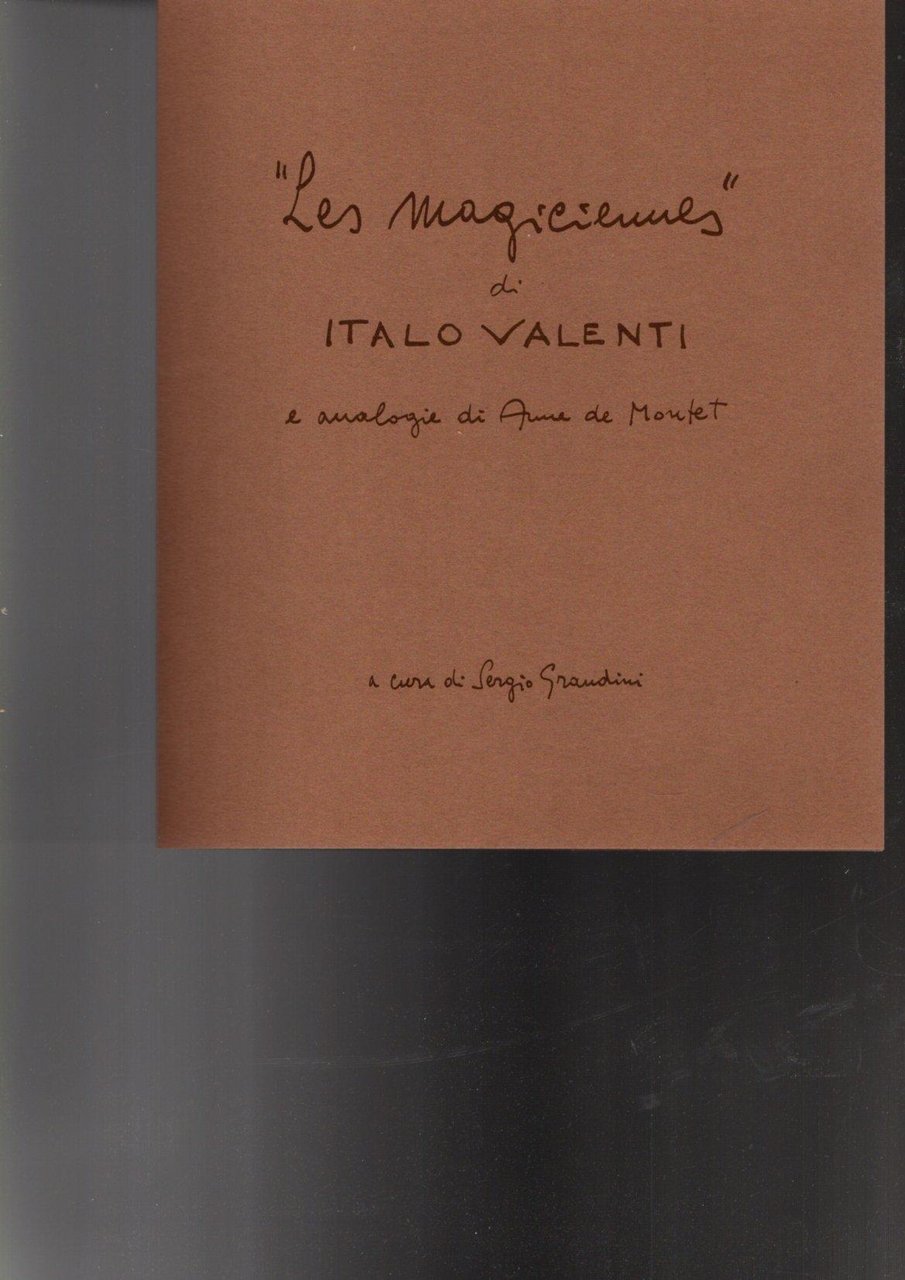 "Les magiciennes"
di
ITALO VALENTI
e analogie di Anne de Montet
a cura di Sergio Grandini